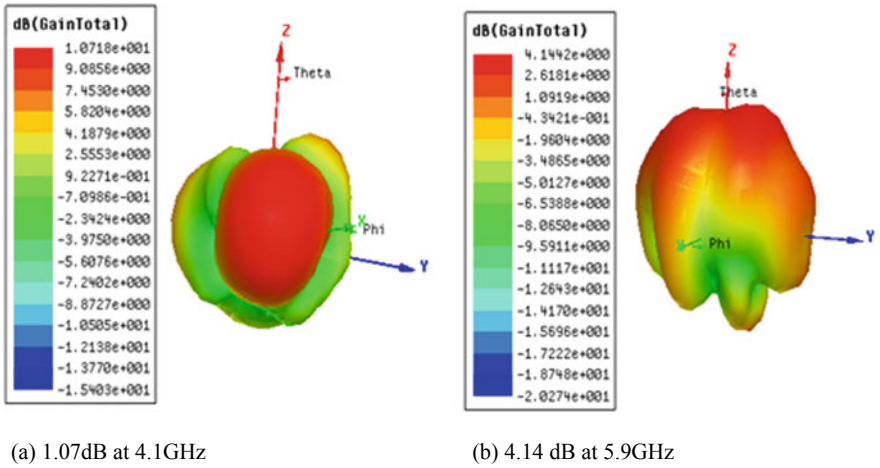 dB(GainTotal)
1.0718e+001
9.0856e+000
7.4530e+000
5.8204e+000
4.1879e+000
2.5553e+000
9.2271e-001
-7.0986e-001
-2.3424e+000
-3.9750e+000
-5.6076e+000
-7.2402e+000
-8.8727e+000
-1.0505e+001
-1.2138e+001
-1.3770e+001
-1.5403e+001
Z
Theta
X
Phi
Y
(a) 1.07dB at 4.1GHz
dB(GainTotal)
4.1442e+000
2.6181e+000
1.0919e+000
-4.3421e-001
-1.9604e+000
-3.4865e+000
-5.0127e+000
-6.5388e+000
-8.0650e+000
-9.5911e+000
-1.1117e+001
-1.2643e+001
-1.4170e+001
-1.5696e+001
-1.7222e+001
-1.8748e+001
-2.0274e+001
Z
Theta
Phi
Y
(b) 4.14 dB at 5.9GHz